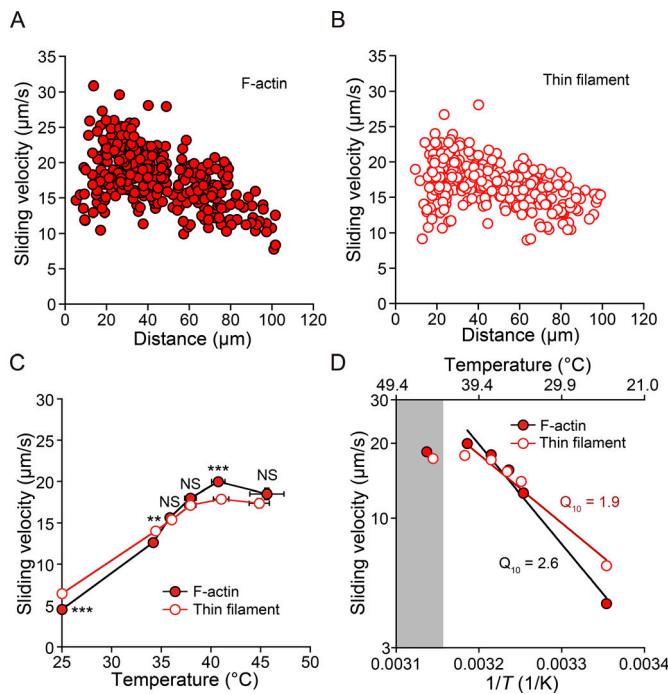 A
F-actin
Sliding velocity (µm/s)
35
30
25
20
15
10
5
0
0 20 40 60 80 100 120
Distance (µm)
B
Thin filament
Sliding velocity (µm/s)
35
30
25
20
15
10
5
0
0 20 40 60 80 100 120
Distance (µm)
C
Sliding velocity (µm/s)
30
25
20
15
10
5
0
***
**
NS
NS
***
NS
F-actin
Thin filament
25 30 35 40 45 50
Temperature (°C)
D
Temperature (°C)
49.4 39.4 29.9 21.0
Sliding velocity (µm/s)
30
20
10
3
F-actin
Thin filament
Q10 = 1.9
Q10 = 2.6
0.0031 0.0032 0.0033 0.0034
1/T (1/K)